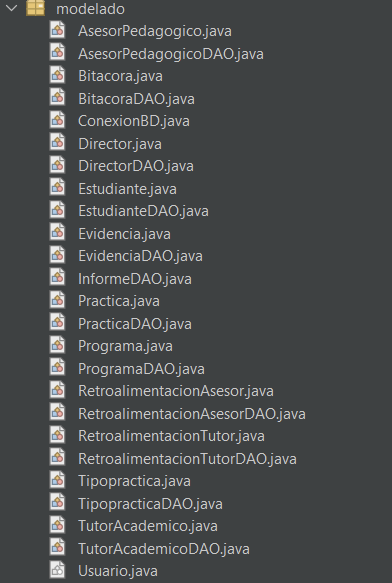 modelado
AsesorPedagogico.java
AsesorPedagogicoDAO.java
Bitacora.java
BitacoraDAO.java
ConexionBD.java
Director.java
DirectorDAO.java
Estudiante.java
EstudianteDAO.java
Evidencia.java
EvidenciaDAO.java
InformeDAO.java
Practica.java
PracticaDAO.java
Programa.java
ProgramaDAO.java
RetroalimentacionAsesor.java
RetroalimentacionAsesorDAO.java
RetroalimentacionTutor.java
RetroalimentacionTutorDAO.java
Tipopractica.java
TipopracticaDAO.java
TutorAcademico.java
TutorAcademicoDAO.java
Usuario.java